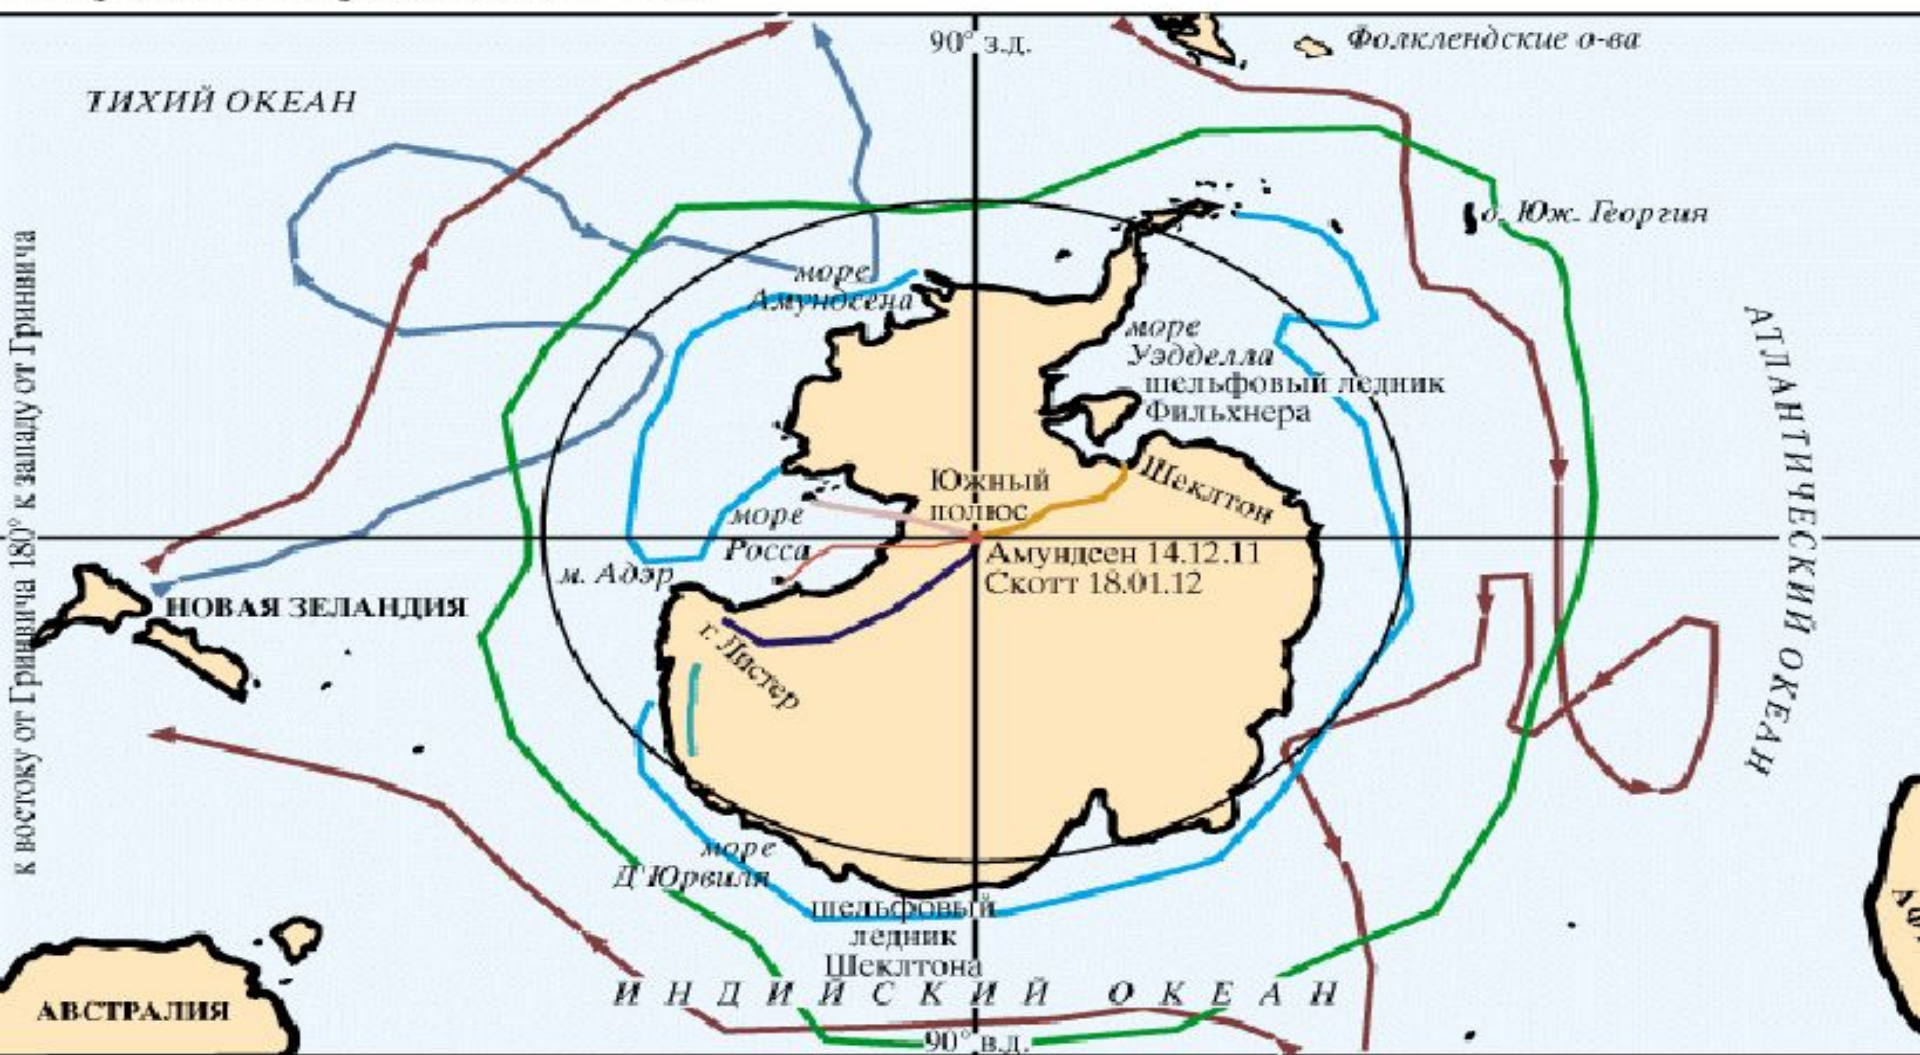 90° з.д.
Фолклендские о-ва
ТИХИЙ ОКЕАН
о. Юж. Георгия
к востоку от Гринвича 180° к западу от Гринвича
море
Амундсена
море
Уэдделла
шельфовый ледник
Фильхнера
АТЛАНТИЧЕСКИЙ ОКЕАН
Южный
полюс
Шеклтон
море
Росса
Амундсен 14.12.11
Скотт 18.01.12
м. Адэр
НОВАЯ ЗЕЛАНДИЯ
г. Листер
море
Д'Юрвиля
шельфовый
ледник
Шеклтона
ИНДИЙСКИЙ ОКЕАН
АВСТРАЛИЯ
90° в.д.